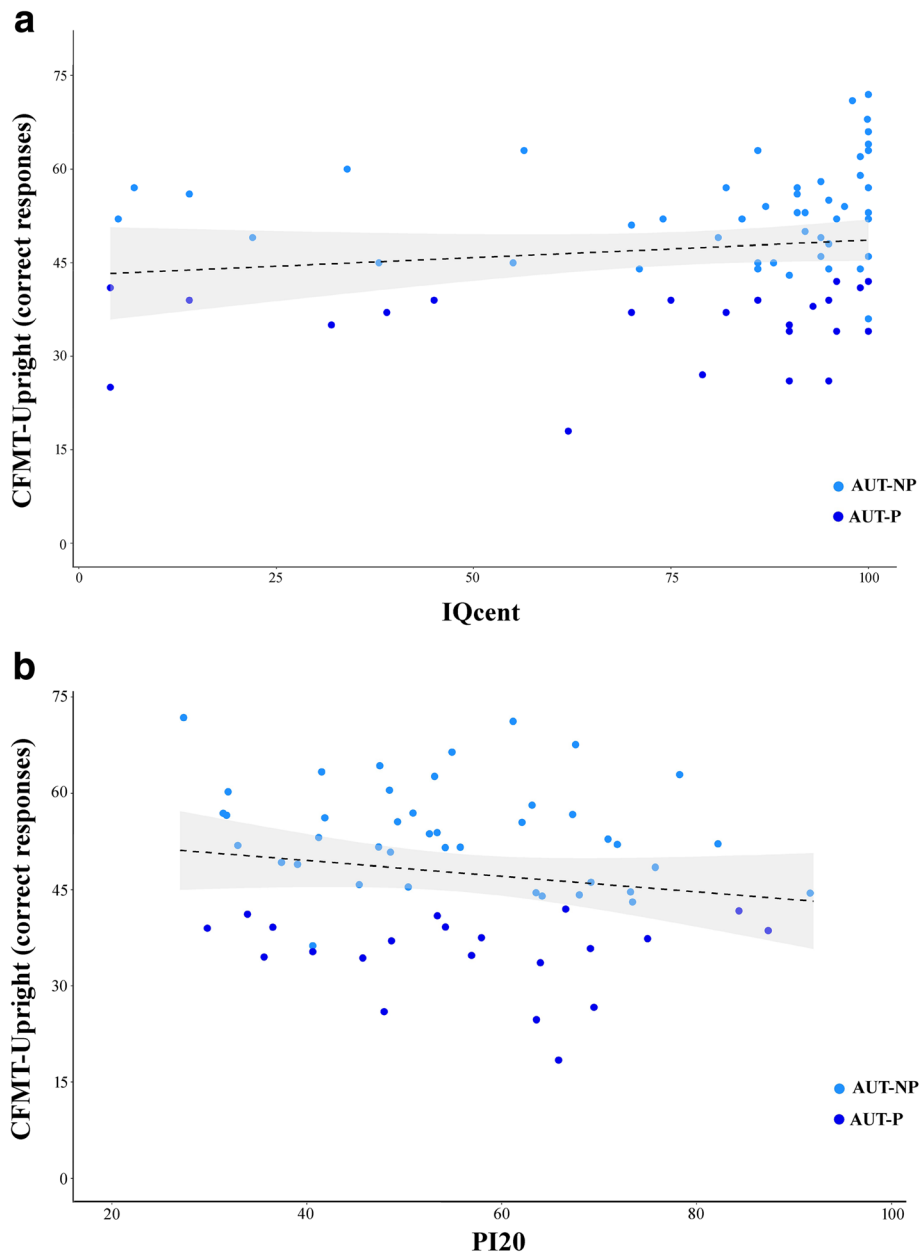 a
CFMT-Upright (correct responses)
75
60
45
30
15
0
AUT-NP
AUT-P
0 25 50 75 100
IQcent
b
CFMT-Upright (correct responses)
75
60
45
30
15
0
AUT-NP
AUT-P
20 40 60 80 100
PI20